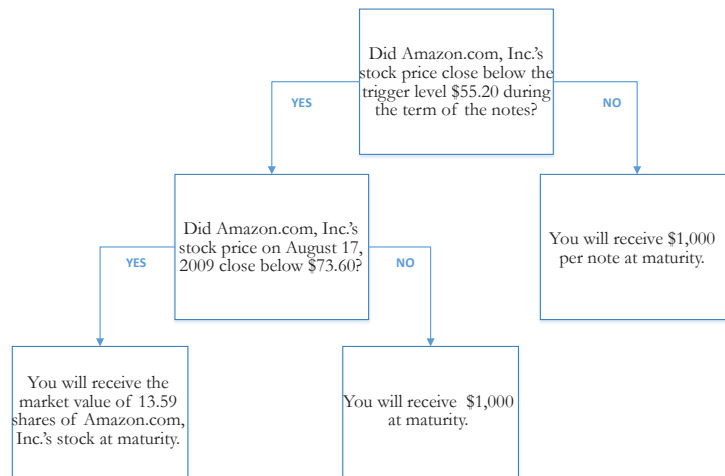 Did Amazon.com, Inc.'s
stock price close below the
trigger level $55.20 during
the term of the notes?
YES
NO
Did Amazon.com, Inc.'s
stock price on August 17,
2009 close below $73.60?
You will receive $1,000
per note at maturity.
YES
NO
You will receive the
market value of 13.59
shares of Amazon.com,
Inc.'s stock at maturity.
You will receive $1,000
at maturity.